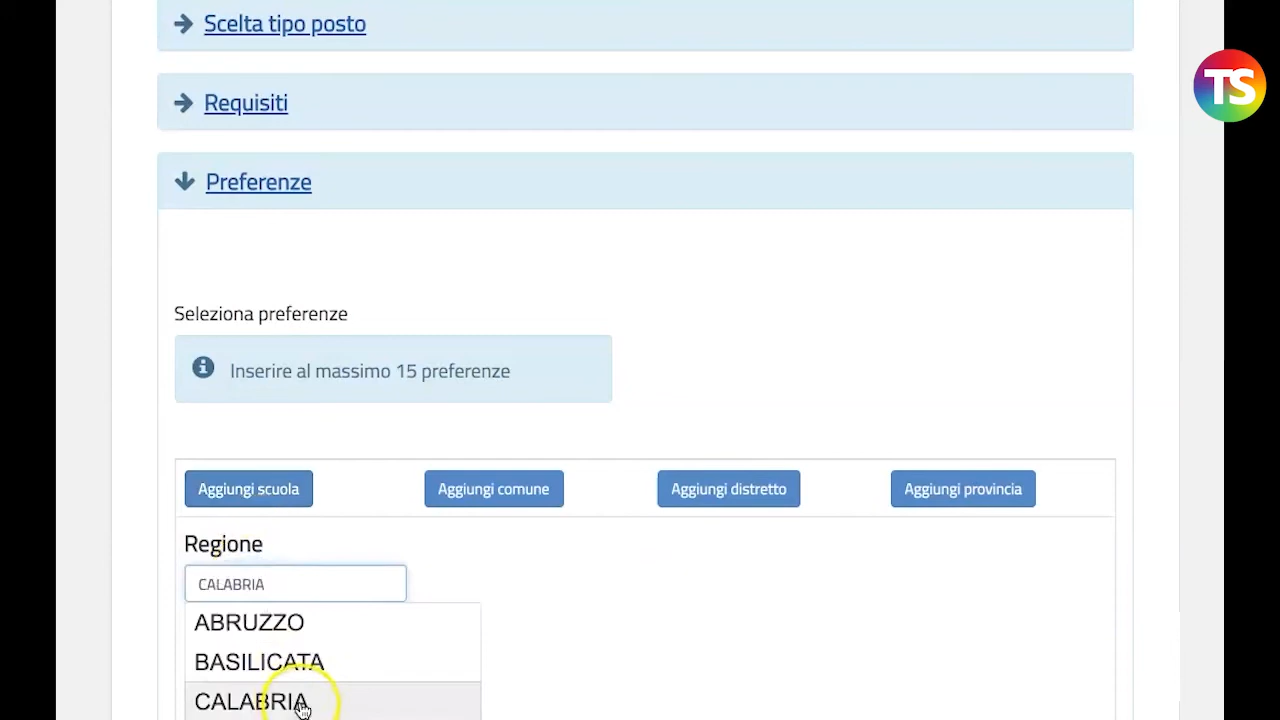 Scelta tipo posto
TS
Requisiti
Preferenze
Seleziona preferenze
Inserire al massimo 15 preferenze
Aggiungi scuola Aggiungi comune Aggiungi distretto Aggiungi provincia
Regione
CALABRIA
ABRUZZO
BASILICATA
CALABRIA